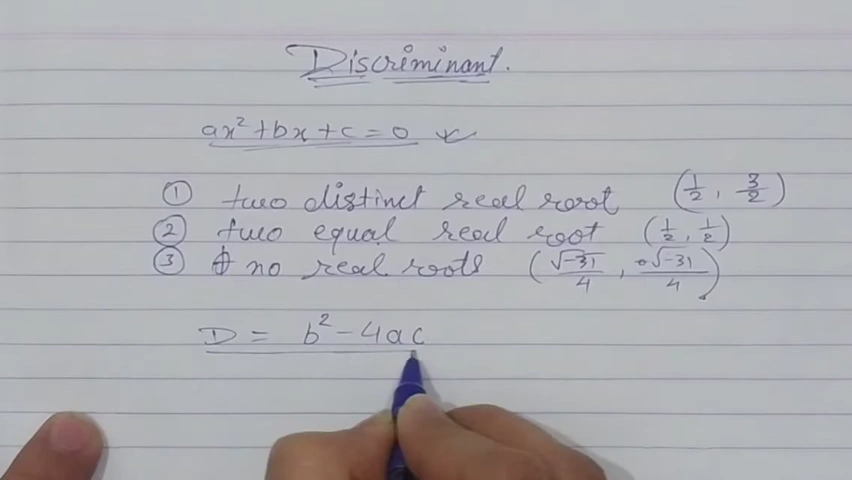 Discriminant.
ax²+bx+c=0 ✓
① two distinct real root (1/2, 3/2)
② two equal real root (1/2, 1/2)
③ no real roots (√-31/4, √-31/4)
D = b²-4ac